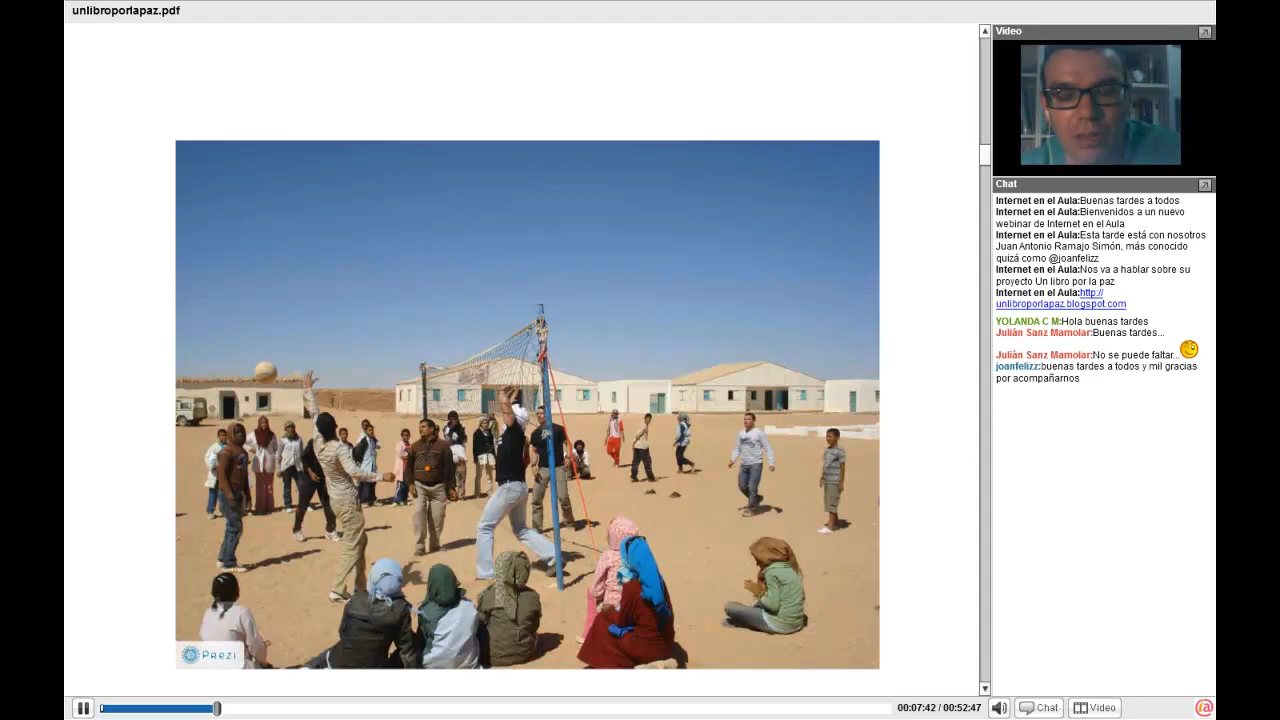 unlibroporlapaz.pdf
Video
Chat
Internet en el Aula:Buenas tardes a todos
Internet en el Aula:Bienvenidos a un nuevo
webinar de Internet en el Aula
Internet en el Aula:Esta tarde está con nosotros
Juan Antonio Ramajo Simón, más conocido
quizá como @joanfelizz
Internet en el Aula:Nos va a hablar sobre su
proyecto Un libro por la paz
Internet en el Aula:http://
unlibroporlapaz.blogspot.com
YOLANDA C M:Hola buenas tardes
Julián Sanz Mamolar:Buenas tardes...
Julián Sanz Mamolar:No se puede faltar...
joanfelizz:buenas tardes a todos y mil gracias
por acompañarnos
Prezi
00:07:42 / 00:52:47
Chat
Video